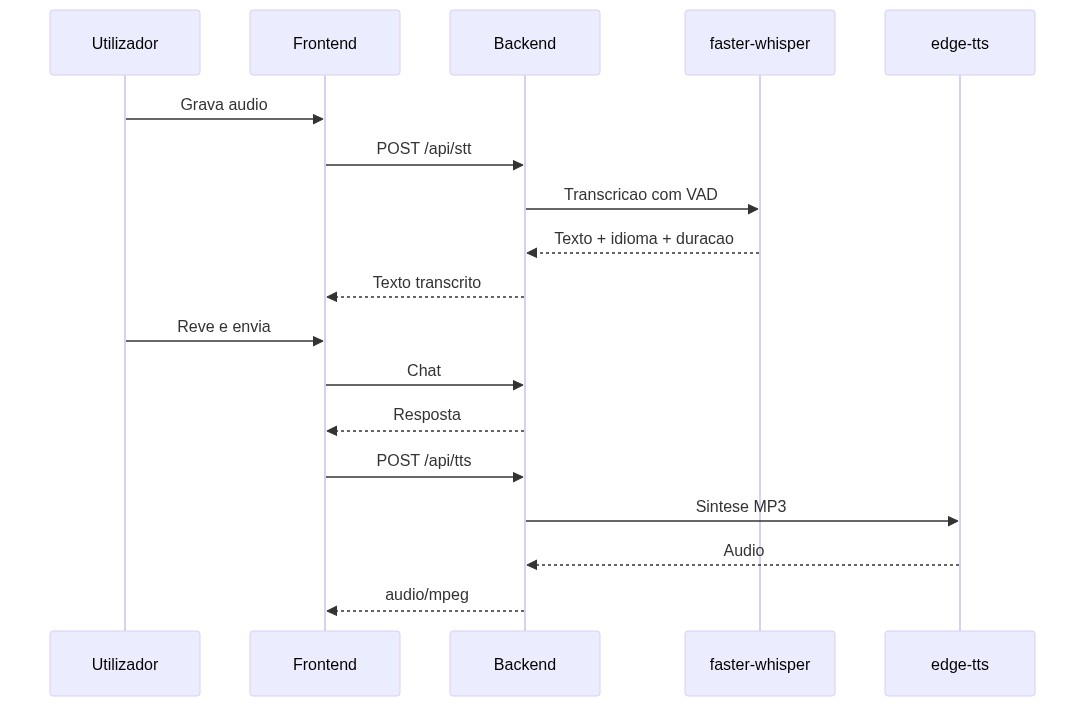 Utilizador
Frontend
Backend
faster-whisper
edge-tts
Grava audio
POST /api/stt
Transcricao com VAD
Texto + idioma + duracao
Texto transcrito
Reve e envia
Chat
Resposta
POST /api/tts
Sintese MP3
Audio
audio/mpeg
Utilizador
Frontend
Backend
faster-whisper
edge-tts